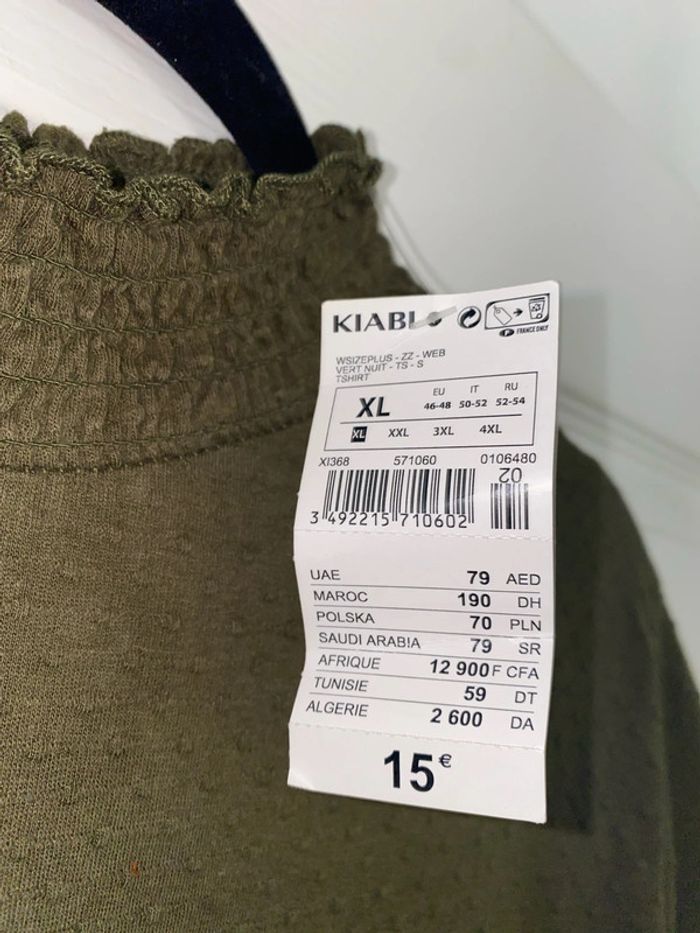 KIABI
FRANCE ONLY
WSIZEPLUS - ZZ - WEB
VERT NUIT - TS - S
TSHIRT
XL EU IT RU
46-48 50-52 52-54
XL XXL 3XL 4XL
XI368 571060 0106480
02
3 492215 710602
UAE 79 AED
MAROC 190 DH
POLSKA 70 PLN
SAUDI ARABIA 79 SR
AFRIQUE 12 900 F CFA
TUNISIE 59 DT
ALGERIE 2 600 DA
15€